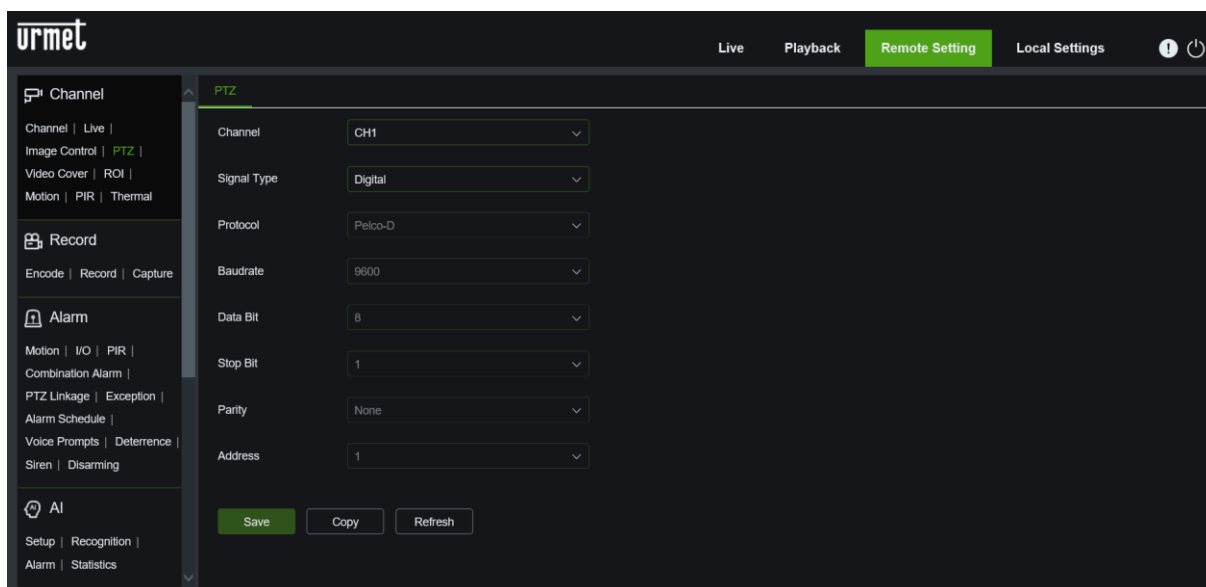 urmet
Live Playback Remote Setting Local Settings
Channel
Channel | Live |
Image Control | PTZ |
Video Cover | ROI |
Motion | PIR | Thermal
Record
Encode | Record | Capture
Alarm
Motion | I/O | PIR |
Combination Alarm |
PTZ Linkage | Exception |
Alarm Schedule |
Voice Prompts | Deterrence |
Siren | Disarming
AI
Setup | Recognition |
Alarm | Statistics
PTZ
Channel CH1
Signal Type Digital
Protocol Pelco-D
Baudrate 9600
Data Bit 8
Stop Bit 1
Parity None
Address 1
Save Copy Refresh